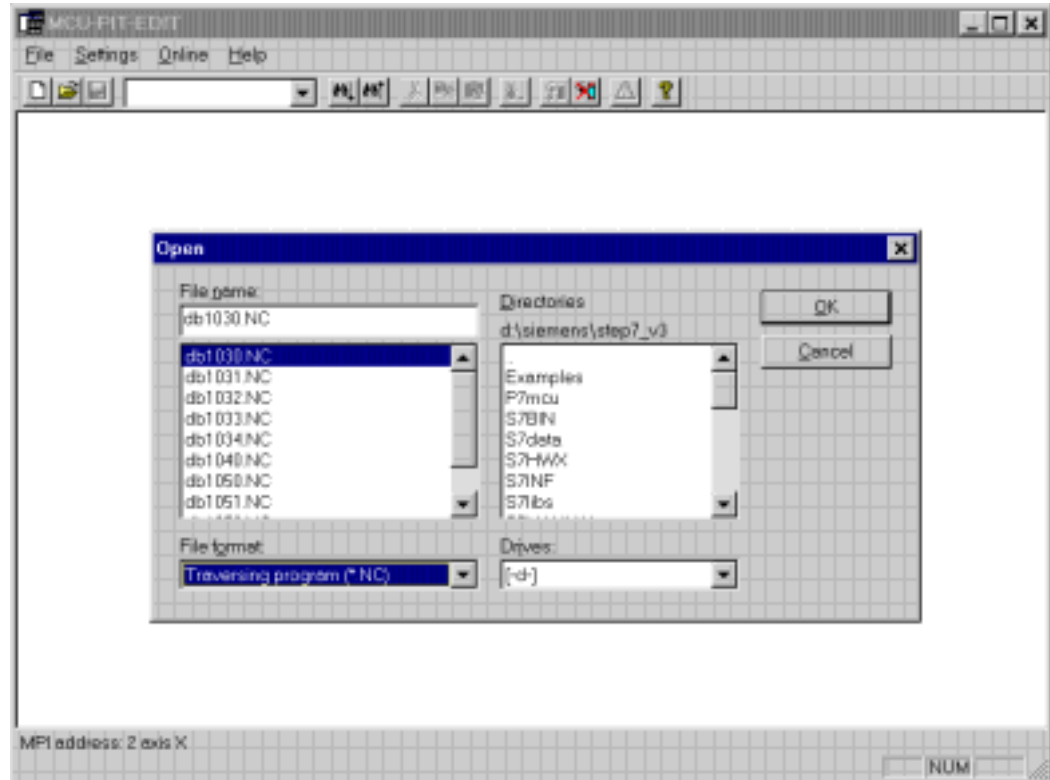 MCU-PIT-EDIT
File Settings Online Help
Open
File name:
db1030.NC
db1030.NC
db1031.NC
db1032.NC
db1033.NC
db1034.NC
db1040.NC
db1050.NC
db1051.NC
File format:
Traversing program (*.NC)
Directories
d:\siemens\step7_v3
..
Examples
P7mcu
S7BIN
S7data
S7HWX
S7INF
S7libs
Drives:
[-d-]
OK
Cancel
MPI address: 2 axis X
NUM